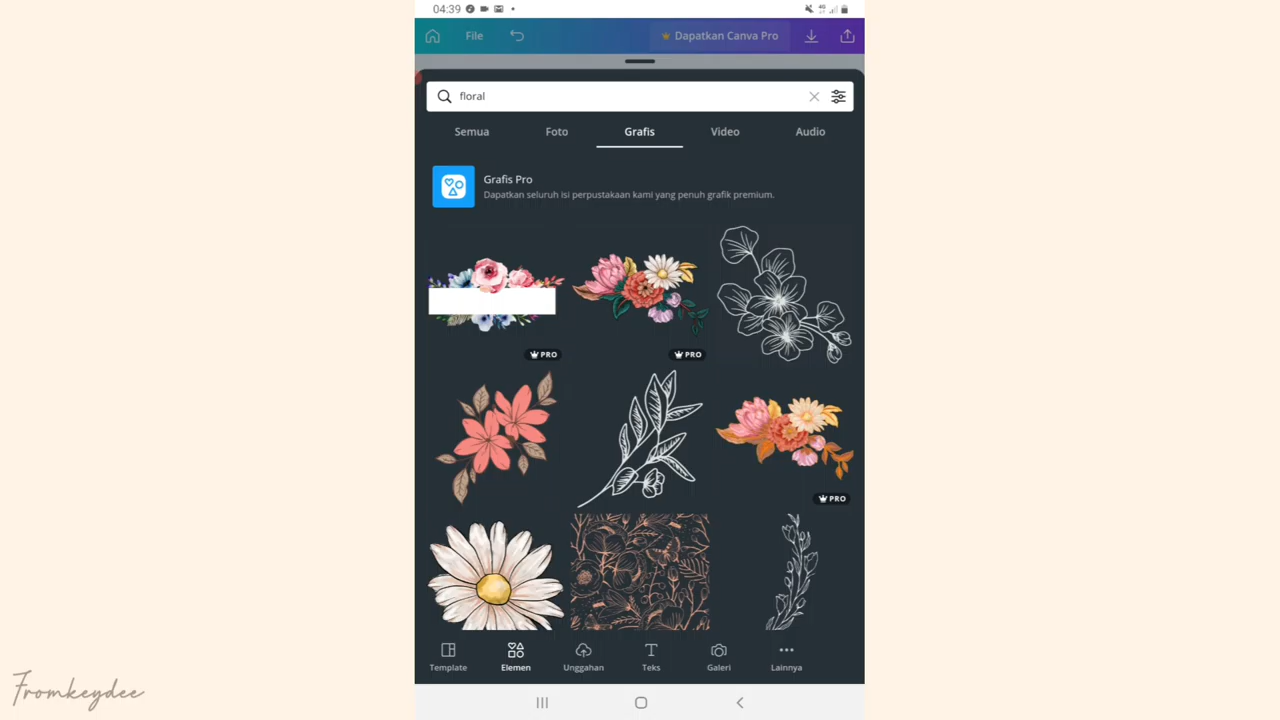 04:39
4G
File
Dapatkan Canva Pro
floral
Semua
Foto
Grafis
Video
Audio
Grafis Pro
Dapatkan seluruh isi perpustakaan kami yang penuh grafik premium.
PRO
PRO
PRO
Template
Elemen
Unggahan
Teks
Galeri
Lainnya
Fromkeydee